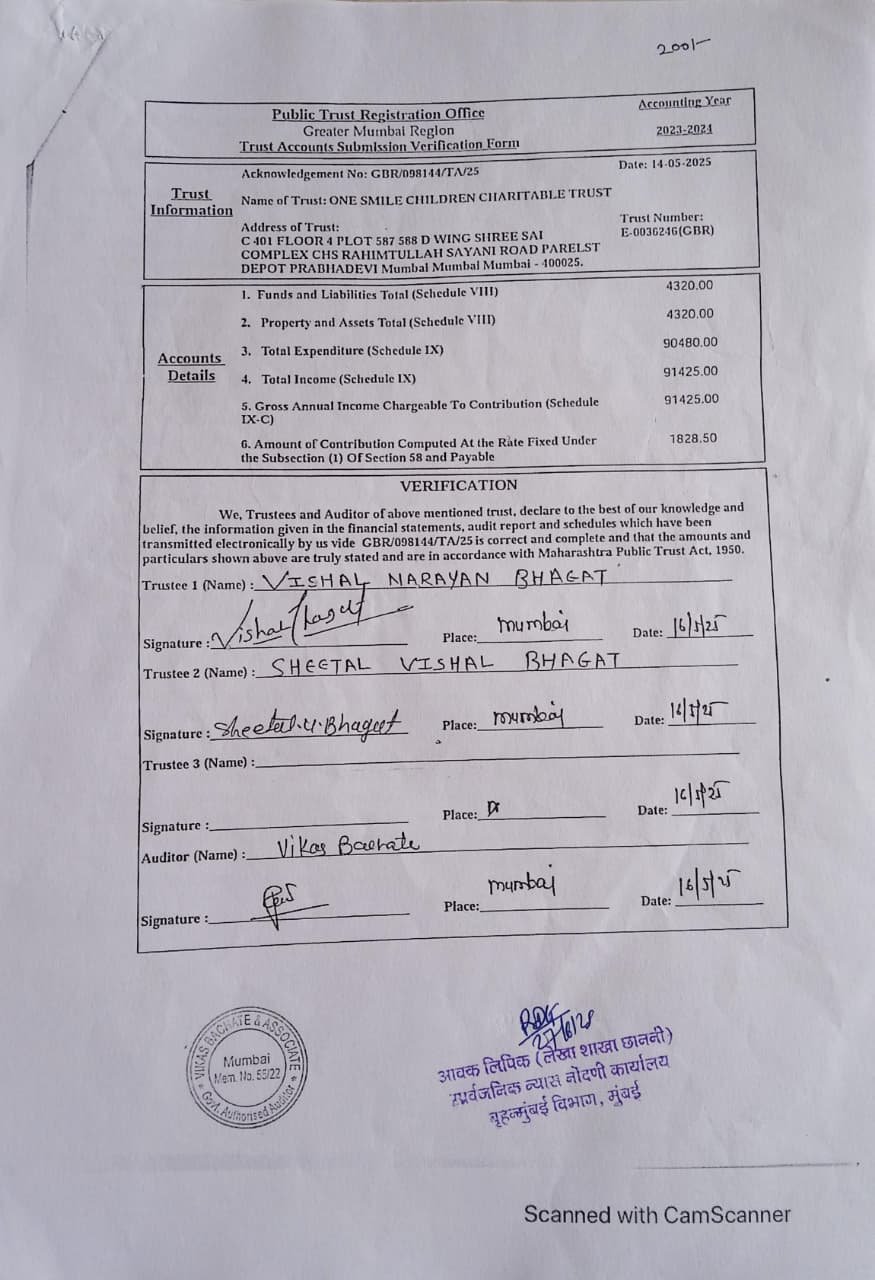 200/-
Public Trust Registration Office
Greater Mumbai Region
Trust Accounts Submission Verification Form
Accounting Year
2023-2024
Trust Information
Acknowledgement No: GBR/098144/TA/25
Date: 14-05-2025
Name of Trust: ONE SMILE CHILDREN CHARITABLE TRUST
Address of Trust:
C 401 FLOOR 4 PLOT 587 588 D WING SHREE SAI
COMPLEX CHS RAHIMTULLAH SAYANI ROAD PARELST
DEPOT PRABHADEVI Mumbai Mumbai Mumbai - 400025.
Trust Number:
E-0036246(GBR)
Accounts Details
1. Funds and Liabilities Total (Schedule VIII) 4320.00
2. Property and Assets Total (Schedule VIII) 4320.00
3. Total Expenditure (Schedule IX) 90480.00
4. Total Income (Schedule IX) 91425.00
5. Gross Annual Income Chargeable To Contribution (Schedule 91425.00
IX-C)
6. Amount of Contribution Computed At the Rate Fixed Under 1828.50
the Subsection (1) Of Section 58 and Payable
VERIFICATION
We, Trustees and Auditor of above mentioned trust, declare to the best of our knowledge and
belief, the information given in the financial statements, audit report and schedules which have been
transmitted electronically by us vide GBR/098144/TA/25 is correct and complete and that the amounts and
particulars shown above are truly stated and are in accordance with Maharashtra Public Trust Act, 1950.
Trustee 1 (Name) : VISHAL NARAYAN BHAGAT
Signature : Vishal Bhagat Place: mumbai Date: 16/5/25
Trustee 2 (Name) : SHEETAL VISHAL BHAGAT
Signature : Sheetal.V.Bhagat Place: mumbai Date: 16/5/25
Trustee 3 (Name) :
Signature : Place: Date: 16/5/25
Auditor (Name) : Vikas Bachate
Signature : Place: mumbai Date: 16/5/25
VIKAS BACHATE & ASSOCIATE
Mumbai
Mem. No. 55/22
Govt. Authorised Auditor
आवक लिपिक (लेखा शाखा छाननी)
सार्वजनिक न्यास नोंदणी कार्यालय
बृहन्मुंबई विभाग, मुंबई
Scanned with CamScanner